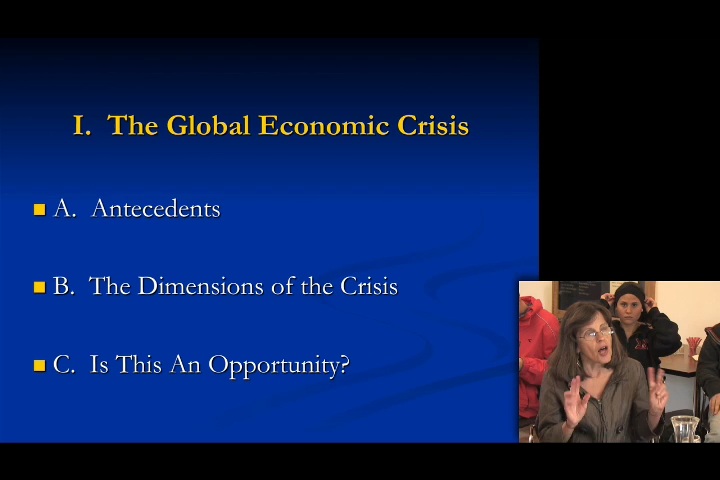 I. The Global Economic Crisis
A. Antecedents
B. The Dimensions of the Crisis
C. Is This An Opportunity?